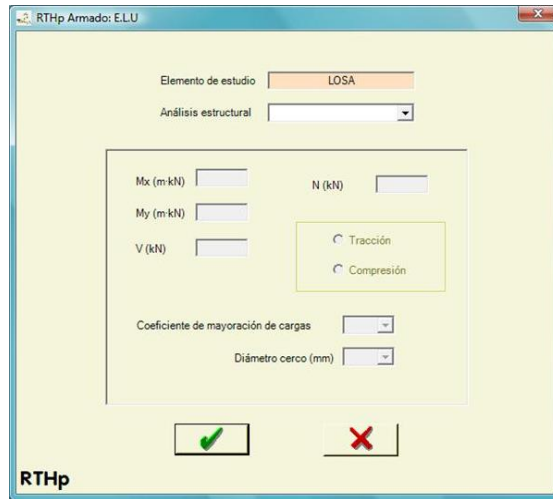 RTHp Armado: E.L.U
Elemento de estudio LOSA
Análisis estructural
Mx (m·kN)
N (kN)
My (m·kN)
V (kN)
Tracción
Compresión
Coeficiente de mayoración de cargas
Diámetro cerco (mm)
RTHp